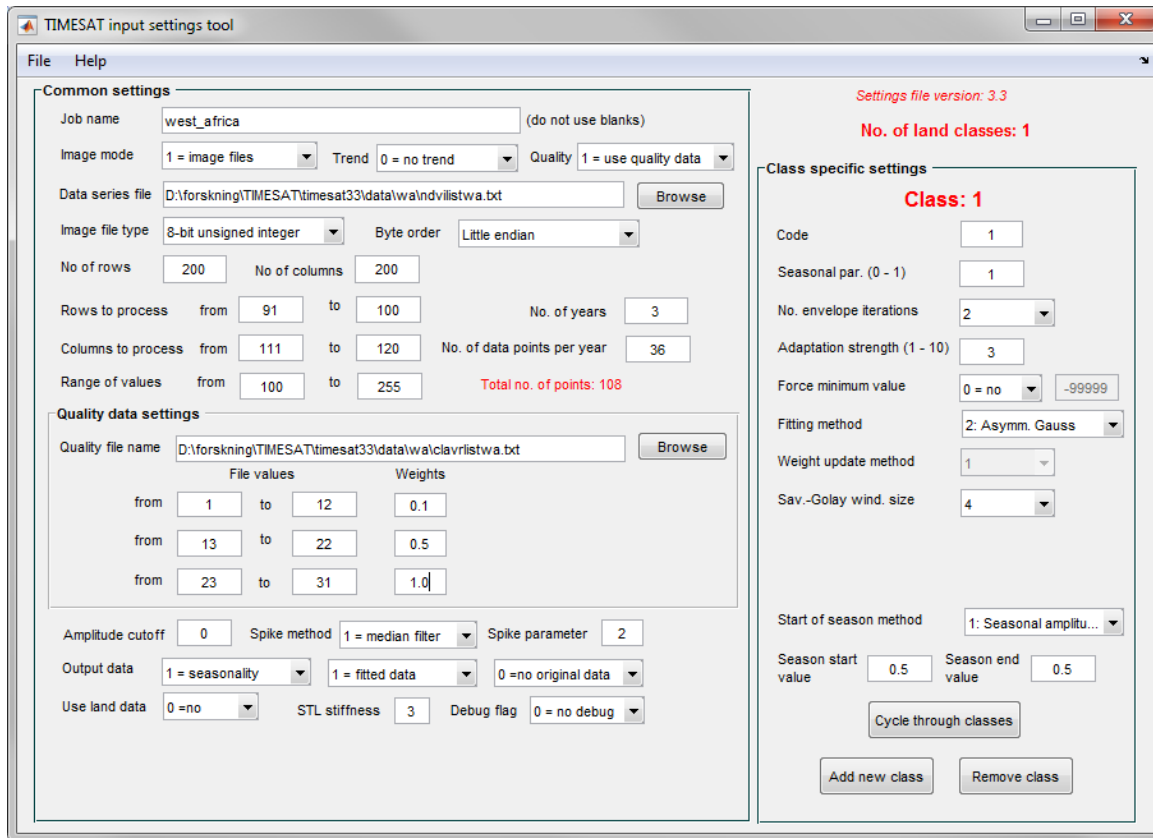 TIMESAT input settings tool
File Help
Common settings
Job name west_africa (do not use blanks)
Image mode 1 = image files Trend 0 = no trend Quality 1 = use quality data
Data series file D:\forskning\TIMESAT\timesat33\data\wa\ndvilistwa.txt Browse
Image file type 8-bit unsigned integer Byte order Little endian
No of rows 200 No of columns 200
Rows to process from 91 to 100 No. of years 3
Columns to process from 111 to 120 No. of data points per year 36
Range of values from 100 to 255 Total no. of points: 108
Quality data settings
Quality file name D:\forskning\TIMESAT\timesat33\data\wa\clavrlistwa.txt Browse
File values Weights
from 1 to 12 0.1
from 13 to 22 0.5
from 23 to 31 1.0
Amplitude cutoff 0 Spike method 1 = median filter Spike parameter 2
Output data 1 = seasonality 1 = fitted data 0 =no original data
Use land data 0 =no STL stiffness 3 Debug flag 0 = no debug
Settings file version: 3.3
No. of land classes: 1
Class specific settings
Class: 1
Code 1
Seasonal par. (0 - 1) 1
No. envelope iterations 2
Adaptation strength (1 - 10) 3
Force minimum value 0 = no -99999
Fitting method 2: Asymm. Gauss
Weight update method 1
Sav.-Golay wind. size 4
Start of season method 1: Seasonal amplitu...
Season start value 0.5 Season end value 0.5
Cycle through classes
Add new class Remove class